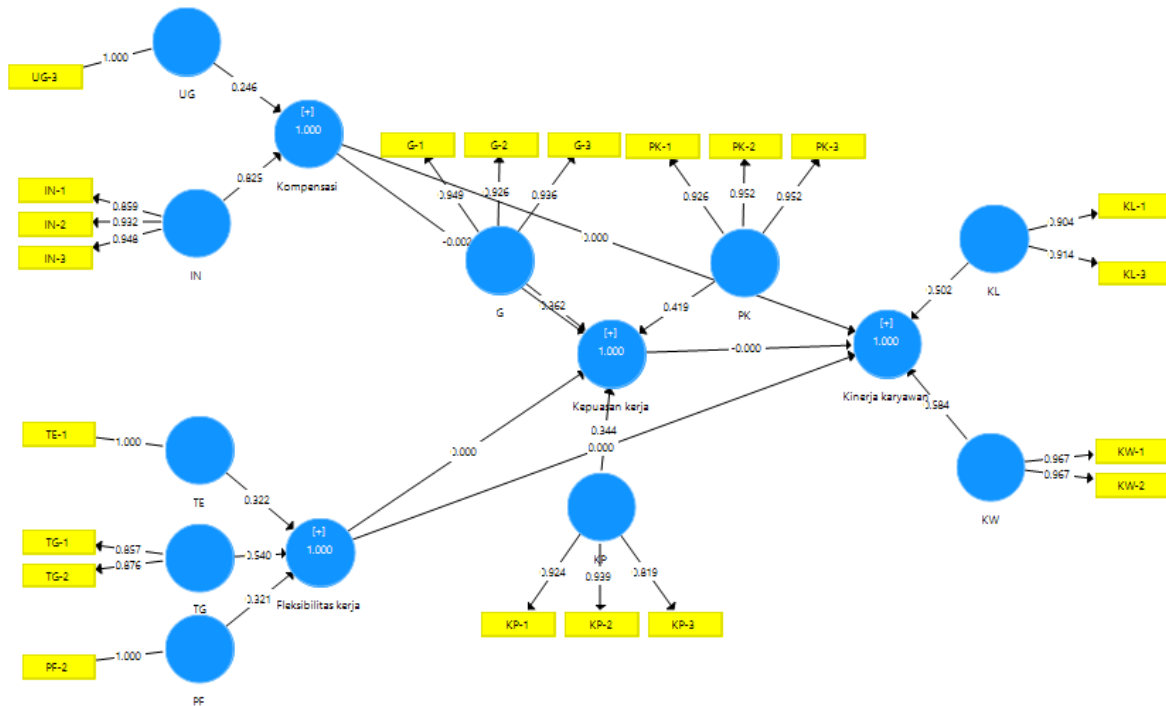 UG-3
1.000
UG
0.246
[+]
1.000
Kompensasi
IN-1
IN-2
IN-3
0.859
0.932
0.948
IN
0.825
G-1
G-2
G-3
0.949
0.926
0.936
G
-0.002
0.362
PK-1
PK-2
PK-3
0.926
0.952
0.952
PK
0.419
0.000
KL-1
KL-3
0.904
0.914
KL
0.502
[+]
1.000
Kepuasan kerja
-0.000
[+]
1.000
Kinerja karyawan
0.584
KW-1
KW-2
0.967
0.967
KW
TE-1
1.000
TE
0.322
TG-1
TG-2
0.857
0.876
TG
0.540
[+]
1.000
Fleksibilitas kerja
0.000
0.000
0.344
PF-2
1.000
PF
0.321
KP
0.924
0.939
0.819
KP-1
KP-2
KP-3